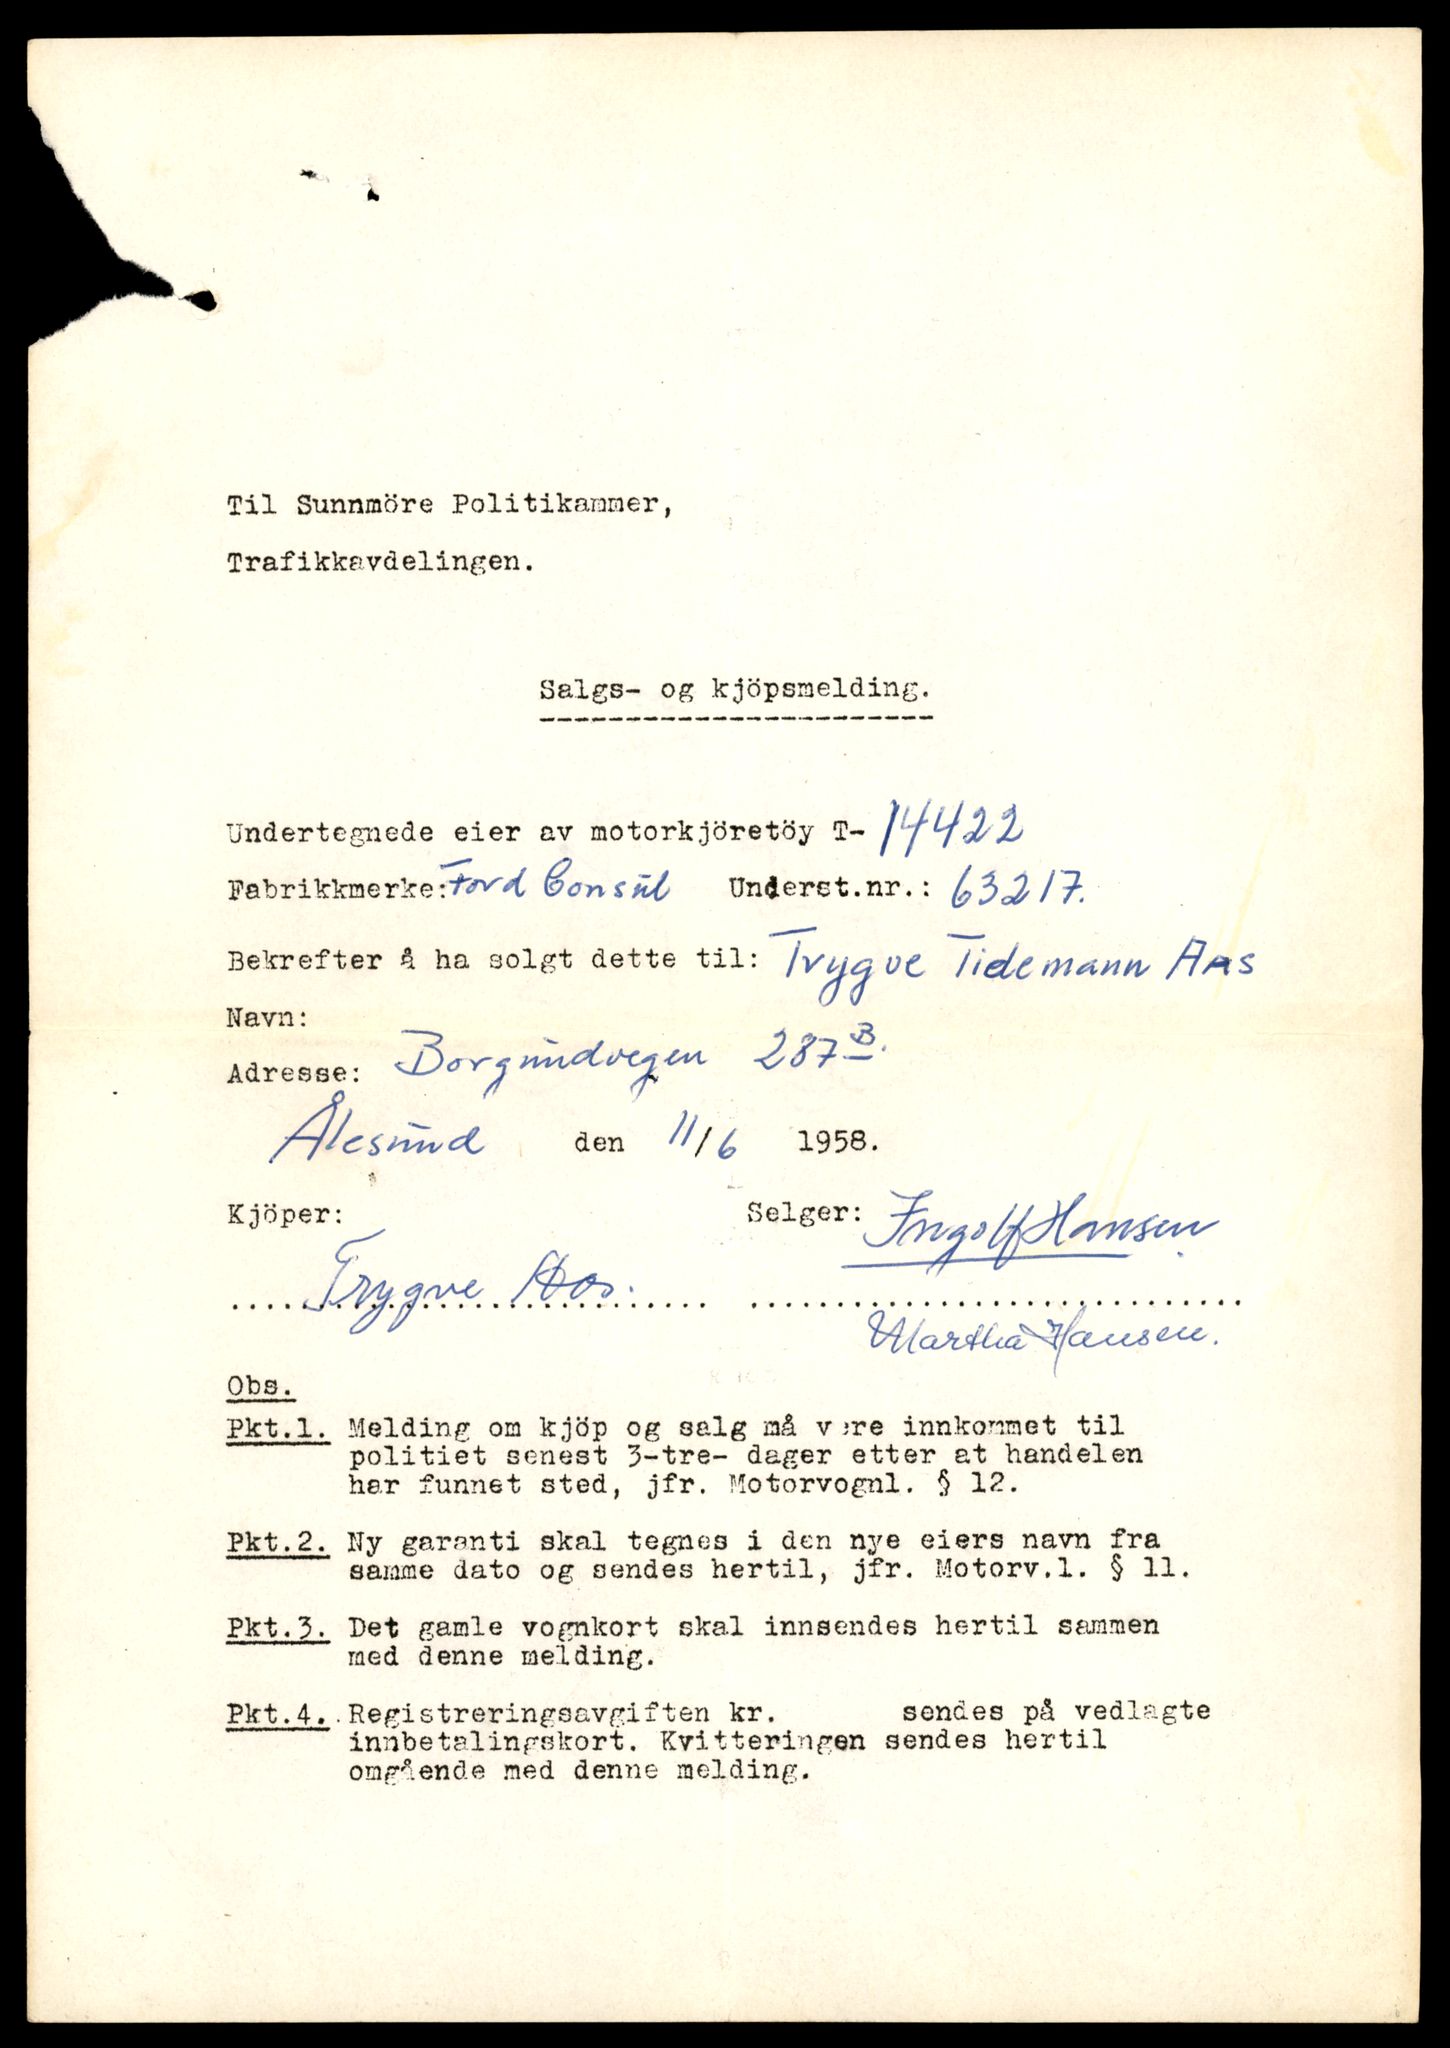 Til Sunnmöre Politikammer,
Trafikkavdelingen.
Salgs- og kjöpsmelding.
Undertegnede eier av motorkjöretöy T- 14422
Fabrikkmerke: Ford Consul Underst.nr.: 63217.
Bekrefter å ha solgt dette til: Trygve Tidemann Aas
Navn:
Adresse: Borgundvegen 287 B.
Ålesund den 11/6 1958.
Kjöper: Selger: Ingolf Hansen
Trygve Aas.
Martha Hansen.
Obs.
Pkt.1. Melding om kjöp og salg må vere innkommet til
politiet senest 3-tre- dager etter at handelen
har funnet sted, jfr. Motorvognl. § 12.
Pkt.2. Ny garanti skal tegnes i den nye eiers navn fra
samme dato og sendes hertil, jfr. Motorv.l. § 11.
Pkt.3. Det gamle vognkort skal innsendes hertil sammen
med denne melding.
Pkt.4. Registreringsavgiften kr. sendes på vedlagte
innbetalingskort. Kvitteringen sendes hertil
omgående med denne melding.